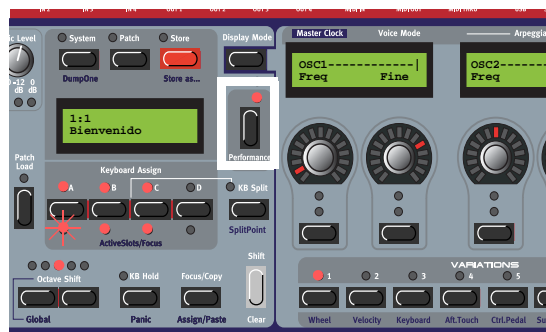 System
Patch
Store
Display Mode
Master Clock
Voice Mode
Arpeggia
ic Level
-12 0
dB dB
DumpOne
Store as...
OSC1------------|
Freq Fine
OSC2-------
Freq
1:1
Bienvenido
Performance
Patch
Load
Keyboard Assign
A
B
C
D
KB Split
SplitPoint
ActiveSlots/Focus
Shift
VARIATIONS
Octave Shift
KB Hold
Focus/Copy
1
2
3
4
5
Global
Panic
Assign/Paste
Clear
Wheel
Velocity
Keyboard
Aft.Touch
Ctrl.Pedal
Su